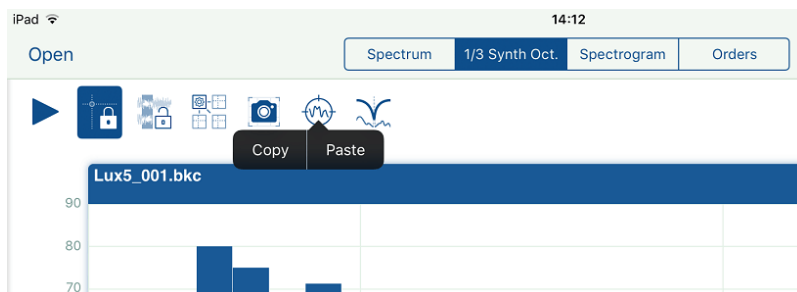 iPad 14:12
Open Spectrum 1/3 Synth Oct. Spectrogram Orders
Copy Paste
Lux5_001.bkc
90
80
70